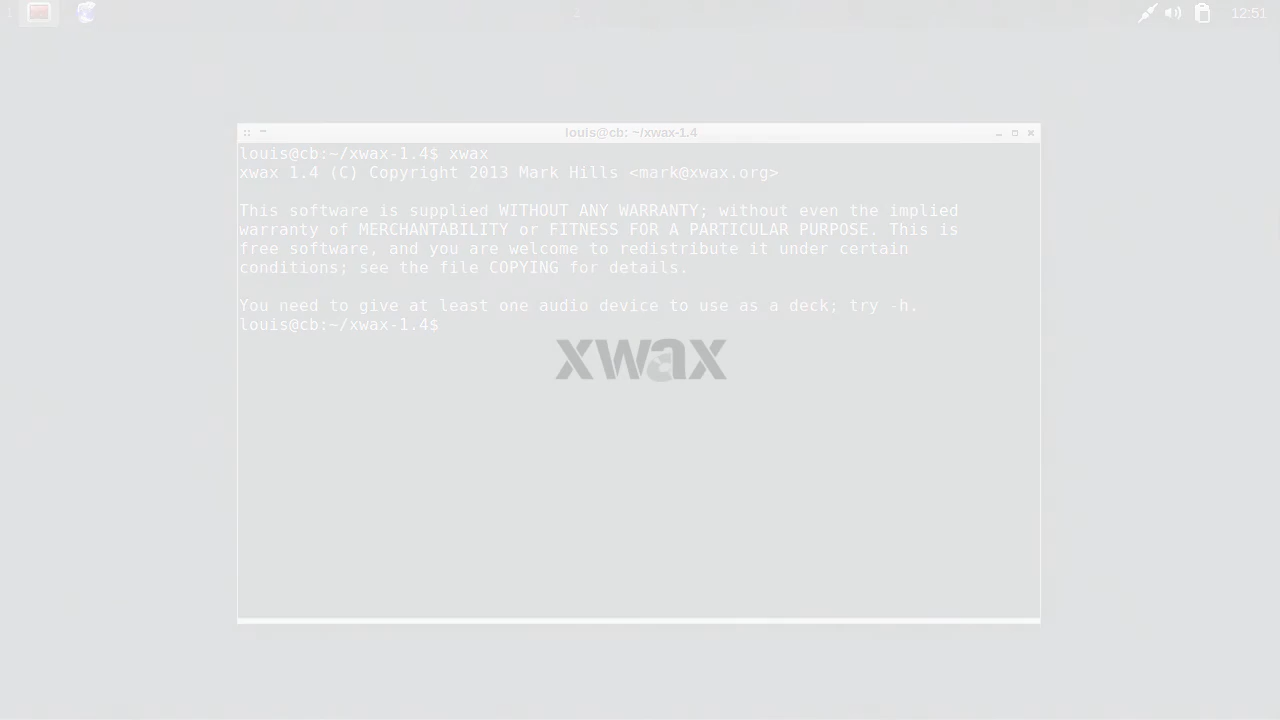 12:51
louis@cb: ~/xwax-1.4
louis@cb:~/xwax-1.4$ xwax
xwax 1.4 (C) Copyright 2013 Mark Hills <mark@xwax.org>
This software is supplied WITHOUT ANY WARRANTY; without even the implied
warranty of MERCHANTABILITY or FITNESS FOR A PARTICULAR PURPOSE. This is
free software, and you are welcome to redistribute it under certain
conditions; see the file COPYING for details.
You need to give at least one audio device to use as a deck; try -h.
louis@cb:~/xwax-1.4$
xwax